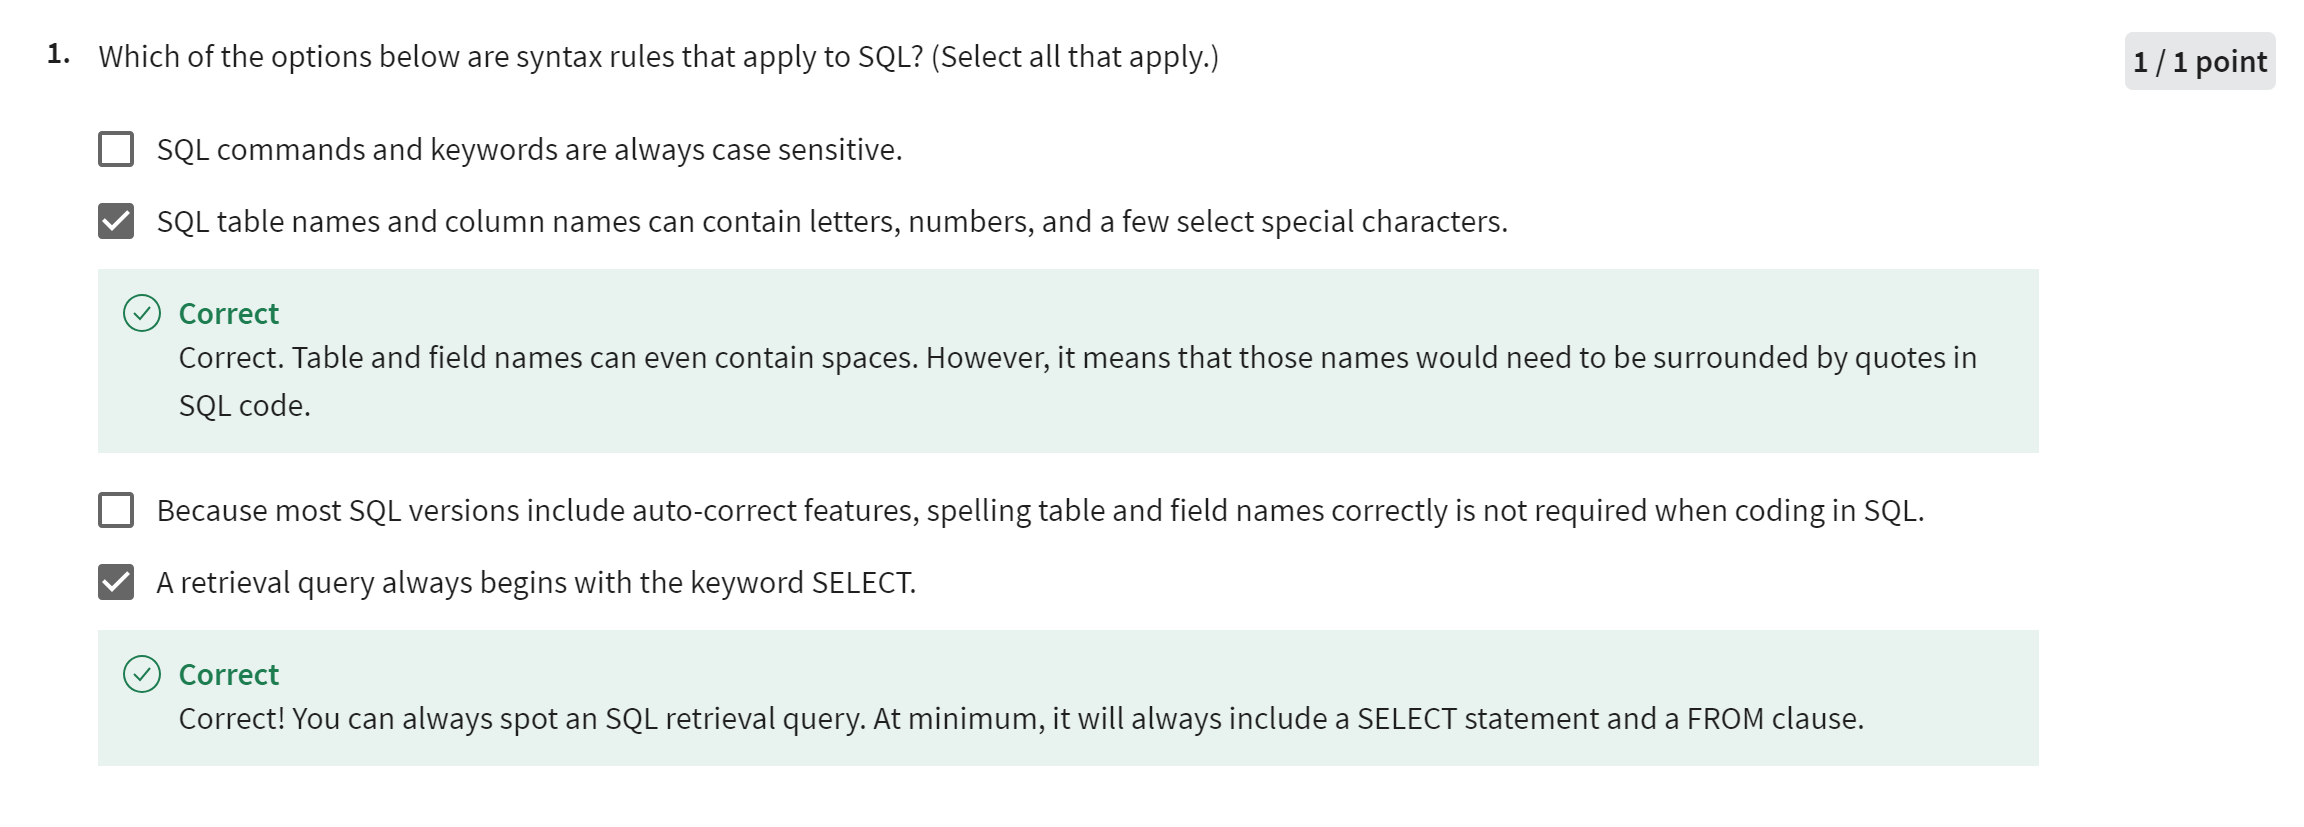 1. Which of the options below are syntax rules that apply to SQL? (Select all that apply.)
1 / 1 point
SQL commands and keywords are always case sensitive.
SQL table names and column names can contain letters, numbers, and a few select special characters.
Correct
Correct. Table and field names can even contain spaces. However, it means that those names would need to be surrounded by quotes in
SQL code.
Because most SQL versions include auto-correct features, spelling table and field names correctly is not required when coding in SQL.
A retrieval query always begins with the keyword SELECT.
Correct
Correct! You can always spot an SQL retrieval query. At minimum, it will always include a SELECT statement and a FROM clause.